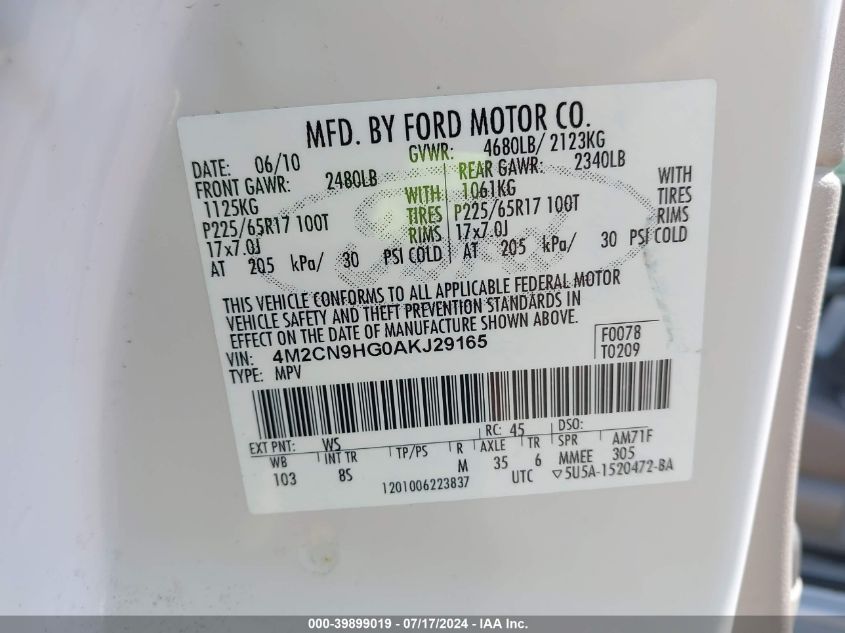 MFD. BY FORD MOTOR CO.
DATE: 06/10 GVWR: 4680LB/ 2123KG
FRONT GAWR: 2480LB REAR GAWR: 2340LB
1125KG WITH 1061KG WITH
P225/65R17 100T TIRES P225/65R17 100T TIRES
17x7.0J RIMS 17x7.0J RIMS
AT 205 kPa/ 30 PSI COLD AT 205 kPa/ 30 PSI COLD
THIS VEHICLE CONFORMS TO ALL APPLICABLE FEDERAL MOTOR
VEHICLE SAFETY AND THEFT PREVENTION STANDARDS IN
EFFECT ON THE DATE OF MANUFACTURE SHOWN ABOVE.
VIN: 4M2CN9HG0AKJ29165 F0078
TYPE: MPV T0209
EXT PNT: WS RC: 45 DSO:
WB INT TR TP/PS R AXLE TR SPR AM71F
103 8S M 35 6 MMEE 305
1201006223837 UTC ▽5U5A-1520472-BA
000-39899019 / 07/17/2024 - IAA Inc.